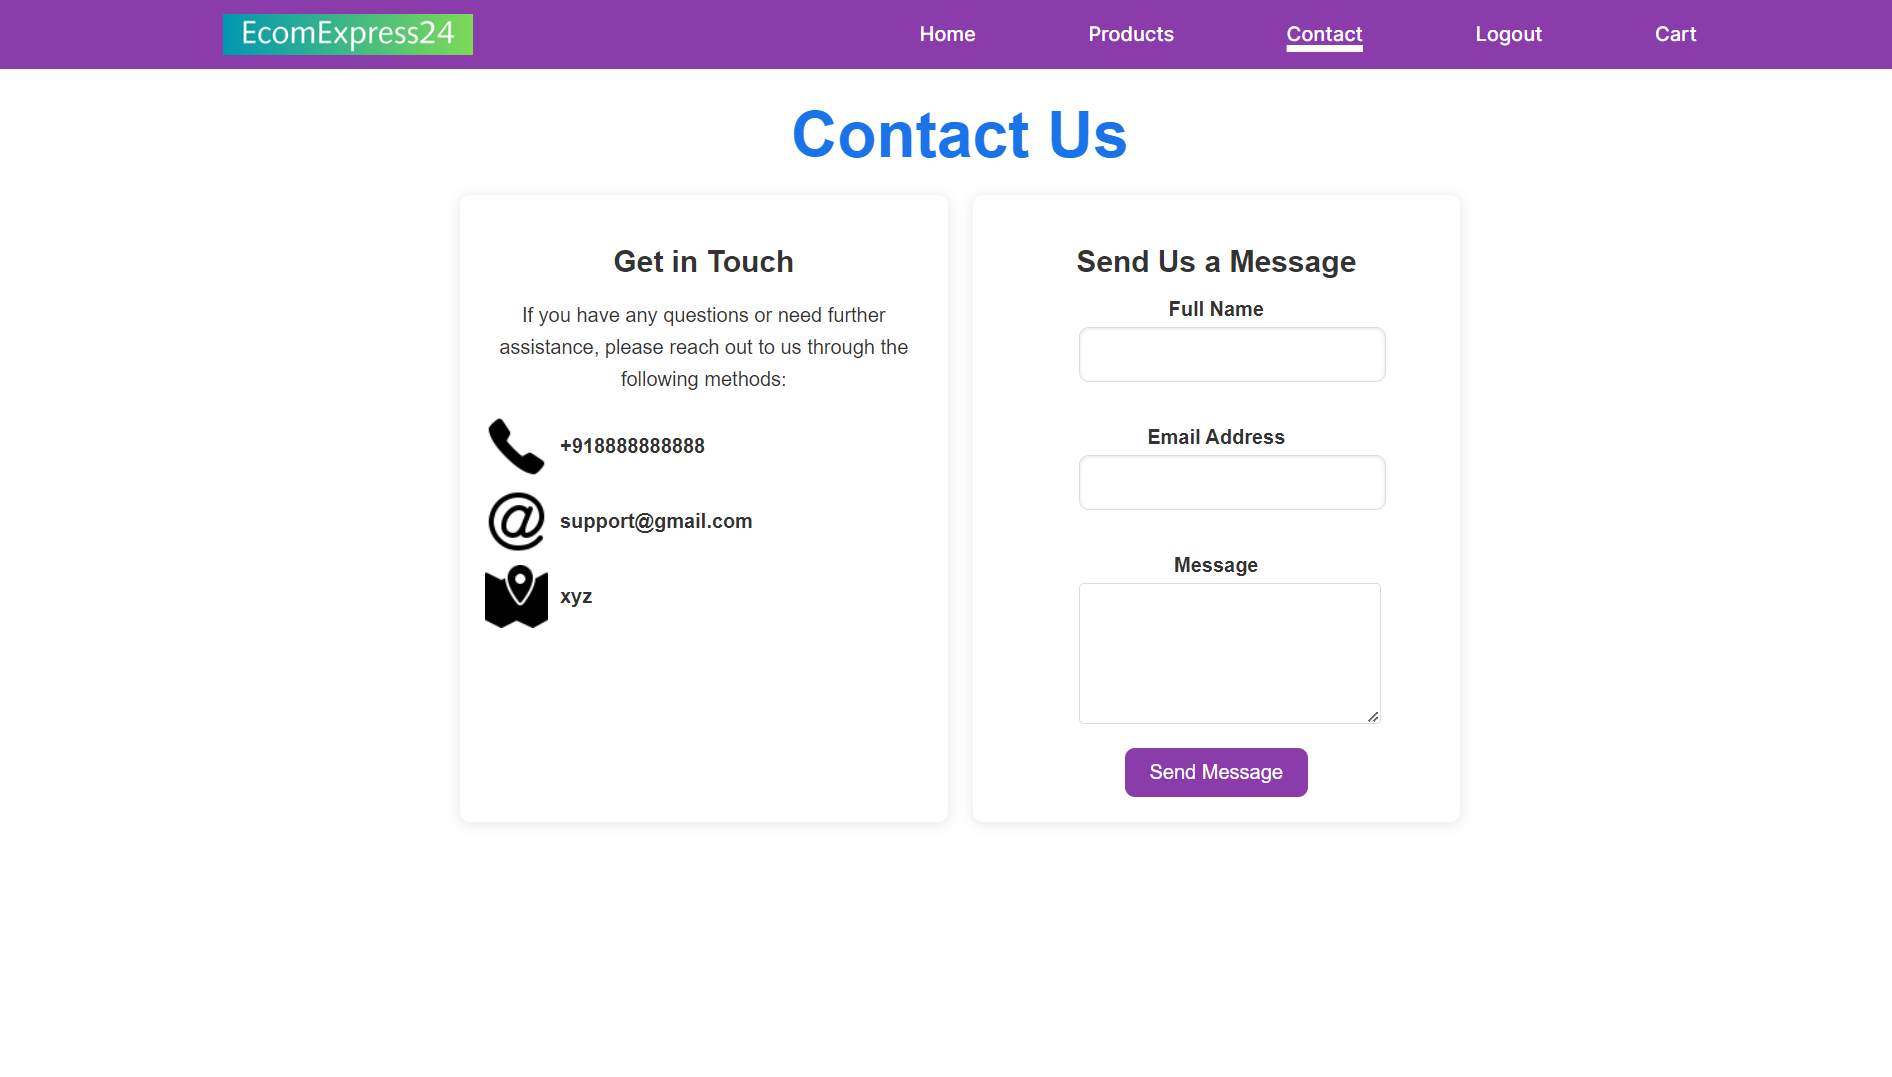 EcomExpress24
Home
Products
Contact
Logout
Cart
Contact Us
Get in Touch
If you have any questions or need further
assistance, please reach out to us through the
following methods:
+918888888888
support@gmail.com
xyz
Send Us a Message
Full Name
Email Address
Message
Send Message